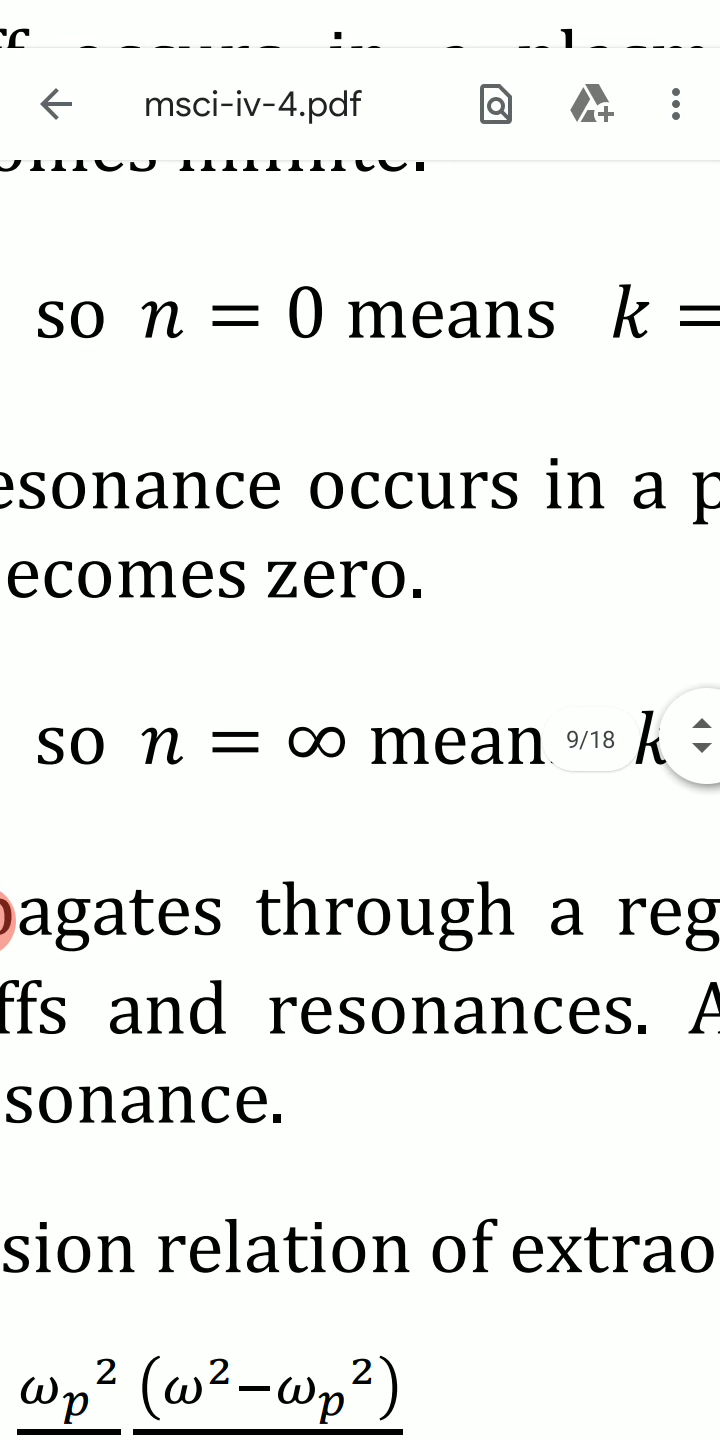 msci-iv-4.pdf
so n = 0 means k =
esonance occurs in a p
ecomes zero.
so n = ∞ mean k
9/18
pagates through a reg
ffs and resonances. A
sonance.
sion relation of extrao
ωp² (ω²−ωp²)